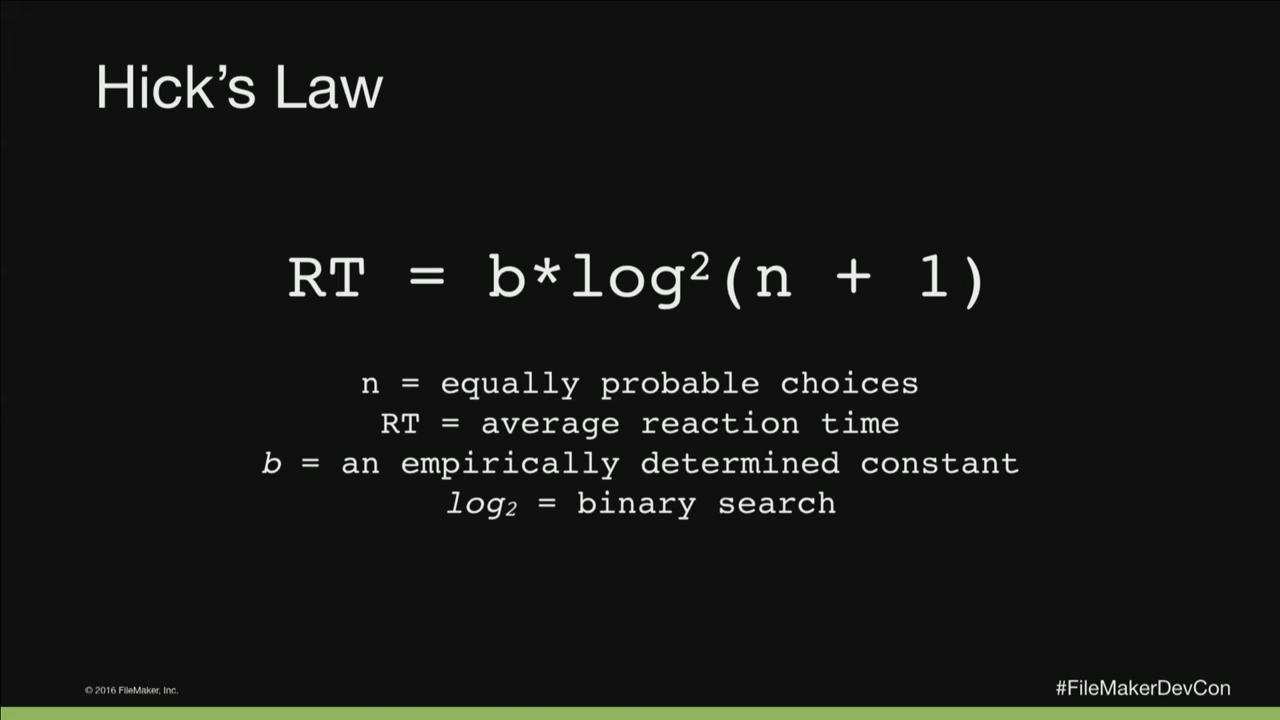 Hick’s Law
RT = b*log²(n + 1)
n = equally probable choices
RT = average reaction time
b = an empirically determined constant
log₂ = binary search
© 2016 FileMaker, Inc.
#FileMakerDevCon